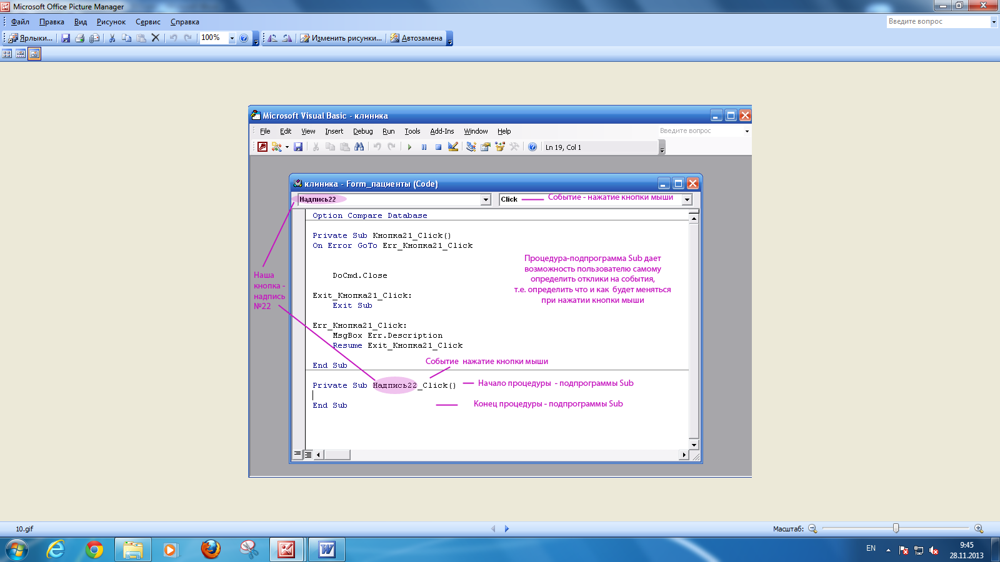 Microsoft Office Picture Manager
Файл Правка Вид Рисунок Сервис Справка
Введите вопрос
Ярлыки... 100% Изменить рисунки... Автозамена
Microsoft Visual Basic - клиника
File Edit View Insert Debug Run Tools Add-Ins Window Help
Введите вопрос
Ln 19, Col 1
клиника - Form_пациенты (Code)
Надпись22
Click
Событие - нажатие кнопки мыши
Option Compare Database
Private Sub Кнопка21_Click()
On Error GoTo Err_Кнопка21_Click
DoCmd.Close
Exit_Кнопка21_Click:
Exit Sub
Err_Кнопка21_Click:
MsgBox Err.Description
Resume Exit_Кнопка21_Click
End Sub
Процедура-подпрограмма Sub дает
возможность пользователю самому
определить отклики на события,
т.е. определить что и как будет меняться
при нажатии кнопки мыши
Наша
кнопка -
надпись
№22
Событие нажатие кнопки мыши
Private Sub Надпись22_Click()
Начало процедуры - подпрограммы Sub
End Sub
Конец процедуры - подпрограммы Sub
10.gif
Масштаб:
EN
9:45
28.11.2013